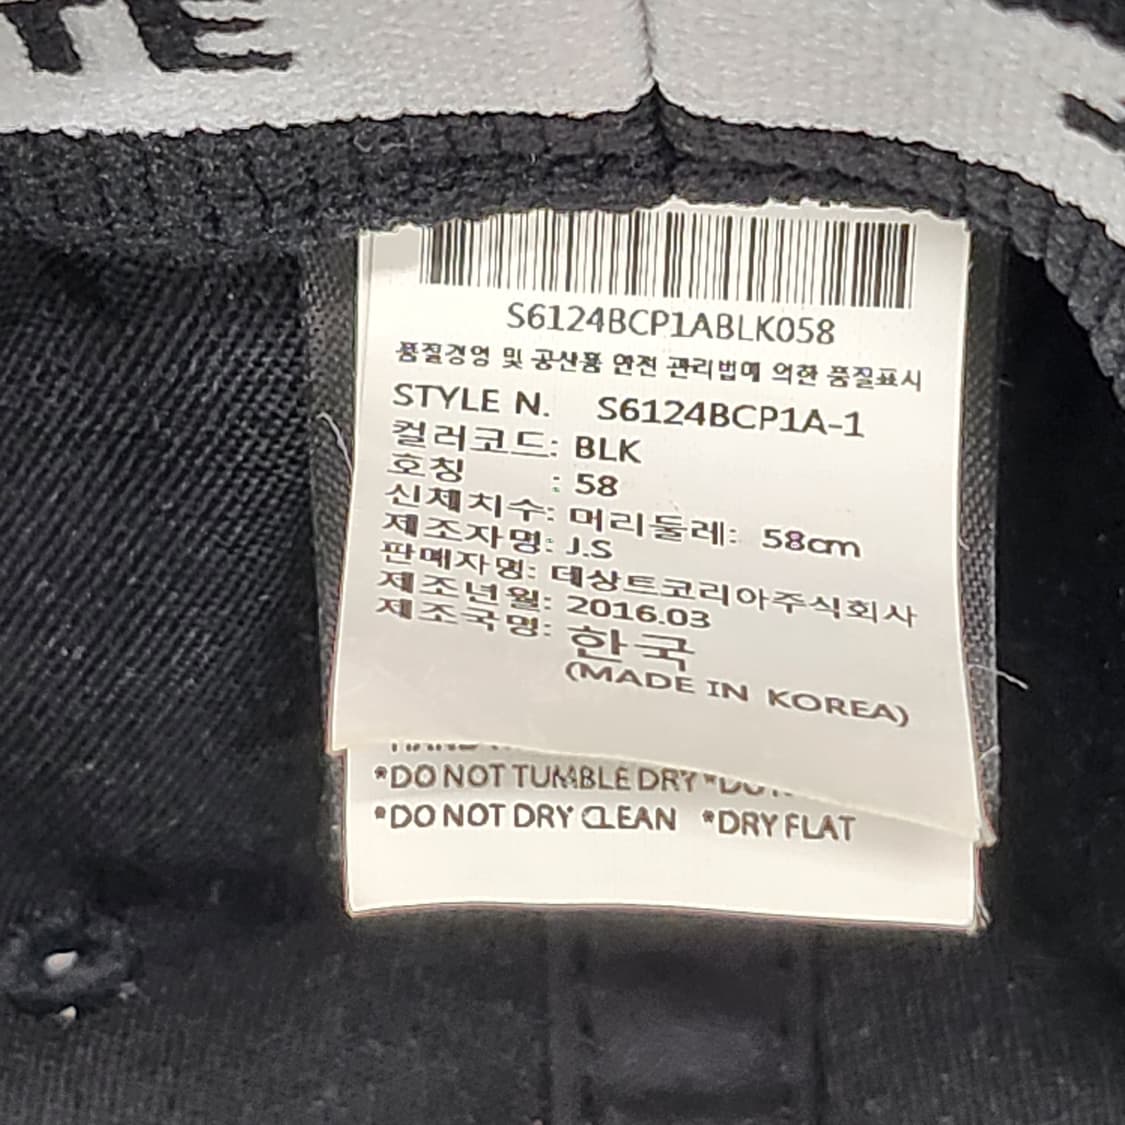 TE
S6124BCP1ABLK058
품질경영 및 공산품 안전 관리법에 의한 품질표시
STYLE N. S6124BCP1A-1
컬러코드: BLK
호칭 : 58
신체치수: 머리둘레: 58cm
제조자명: J.S
판매자명: 데상트코리아주식회사
제조년월: 2016.03
제조국명: 한국
(MADE IN KOREA)
*DO NOT TUMBLE DRY
*DO NOT DRY CLEAN *DRY FLAT